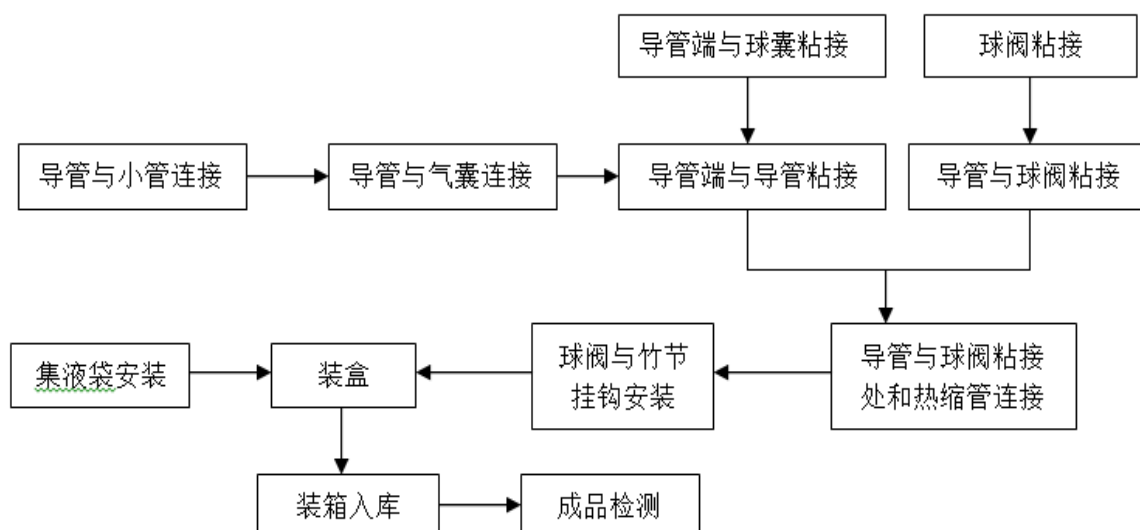 导管端与球囊粘接
球阀粘接
导管与小管连接
导管与气囊连接
导管端与导管粘接
导管与球阀粘接
集液袋安装
装盒
球阀与竹节
挂钩安装
导管与球阀粘接
处和热缩管连接
装箱入库
成品检测